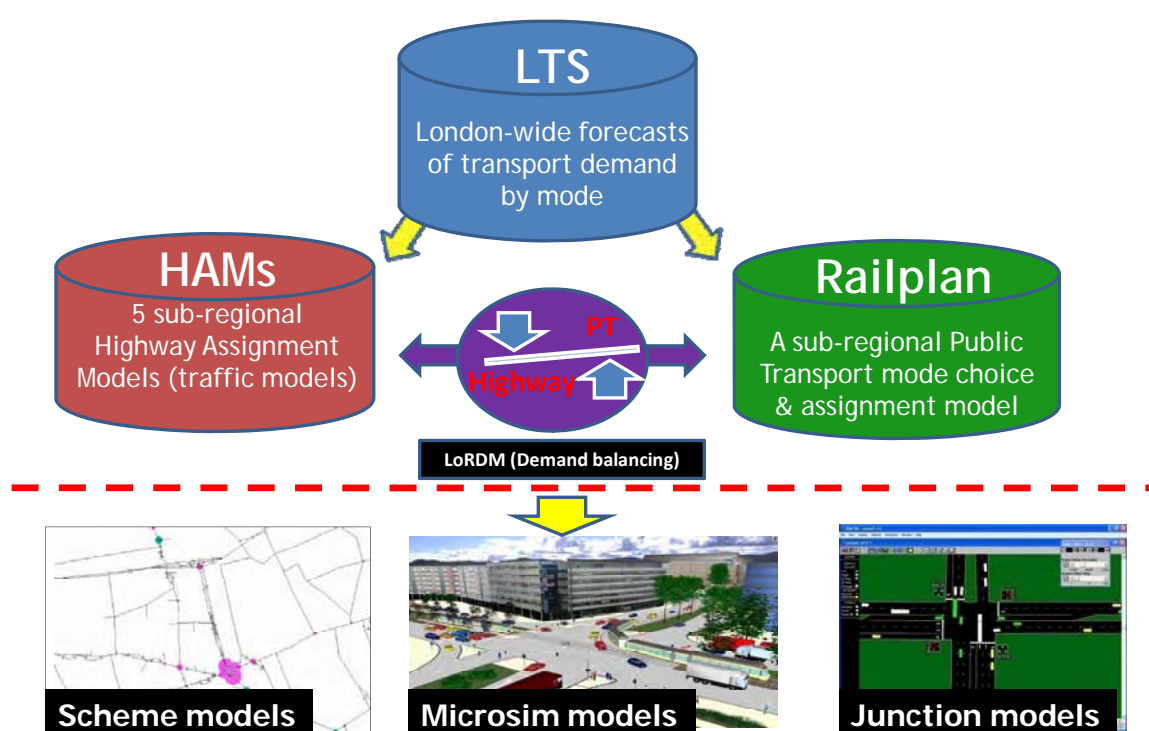 LTS
London-wide forecasts
of transport demand
by mode
HAMs
5 sub-regional
Highway Assignment
Models (traffic models)
PT
Highway
Railplan
A sub-regional Public
Transport mode choice
& assignment model
LoRDM (Demand balancing)
Scheme models
Microsim models
Junction models